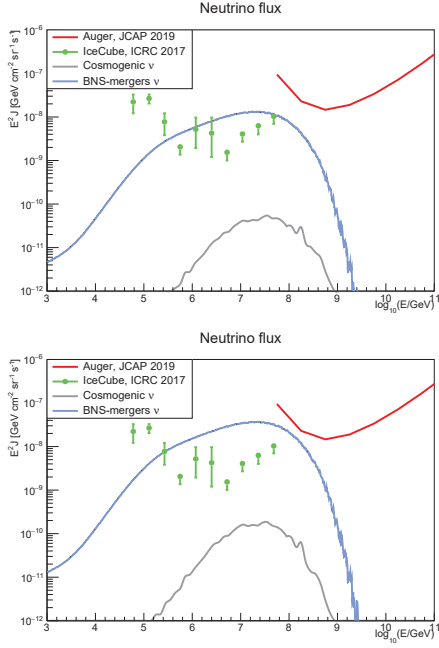 Neutrino flux
E² J [GeV cm⁻² sr⁻¹ s⁻¹]
10⁻⁶
10⁻⁷
10⁻⁸
10⁻⁹
10⁻¹⁰
10⁻¹¹
10⁻¹²
Auger, JCAP 2019
IceCube, ICRC 2017
Cosmogenic ν
BNS-mergers ν
3 4 5 6 7 8 9 10 11
log₁₀(E/GeV)
Neutrino flux
E² J [GeV cm⁻² sr⁻¹ s⁻¹]
10⁻⁶
10⁻⁷
10⁻⁸
10⁻⁹
10⁻¹⁰
10⁻¹¹
10⁻¹²
Auger, JCAP 2019
IceCube, ICRC 2017
Cosmogenic ν
BNS-mergers ν
3 4 5 6 7 8 9 10 11
log₁₀(E/GeV)